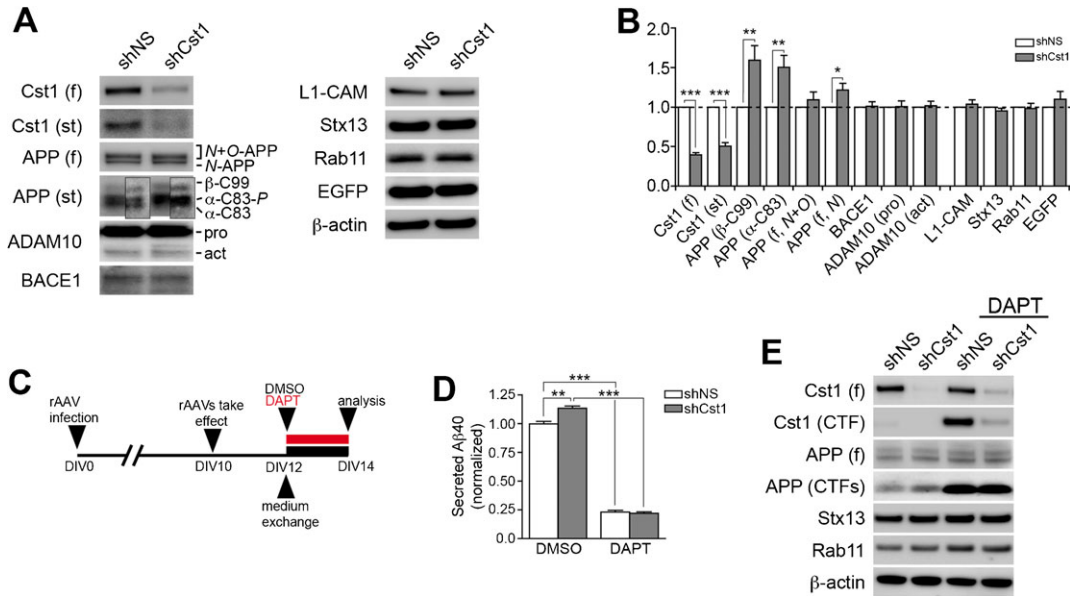 A
shNS
shCst1
Cst1 (f)
Cst1 (st)
APP (f)
N+O-APP
N-APP
APP (st)
β-C99
α-C83-P
α-C83
ADAM10
pro
act
BACE1
shNS
shCst1
L1-CAM
Stx13
Rab11
EGFP
β-actin
B
shNS
shCst1
2.0
1.5
1.0
0.5
0.0
***
***
**
**
*
Cst1 (f)
Cst1 (st)
APP (β-C99)
APP (α-C83)
APP (f, N+O)
APP (f, N)
BACE1
ADAM10 (pro)
ADAM10 (act)
L1-CAM
Stx13
Rab11
EGFP
C
rAAV
infection
rAAVs take
effect
DMSO
DAPT
analysis
DIV0
DIV10
DIV12
DIV14
medium
exchange
D
Secreted Aβ40
(normalized)
1.25
1.00
0.75
0.50
0.25
0.00
***
**
***
shNS
shCst1
DMSO
DAPT
E
DAPT
shNS
shCst1
shNS
shCst1
Cst1 (f)
Cst1 (CTF)
APP (f)
APP (CTFs)
Stx13
Rab11
β-actin